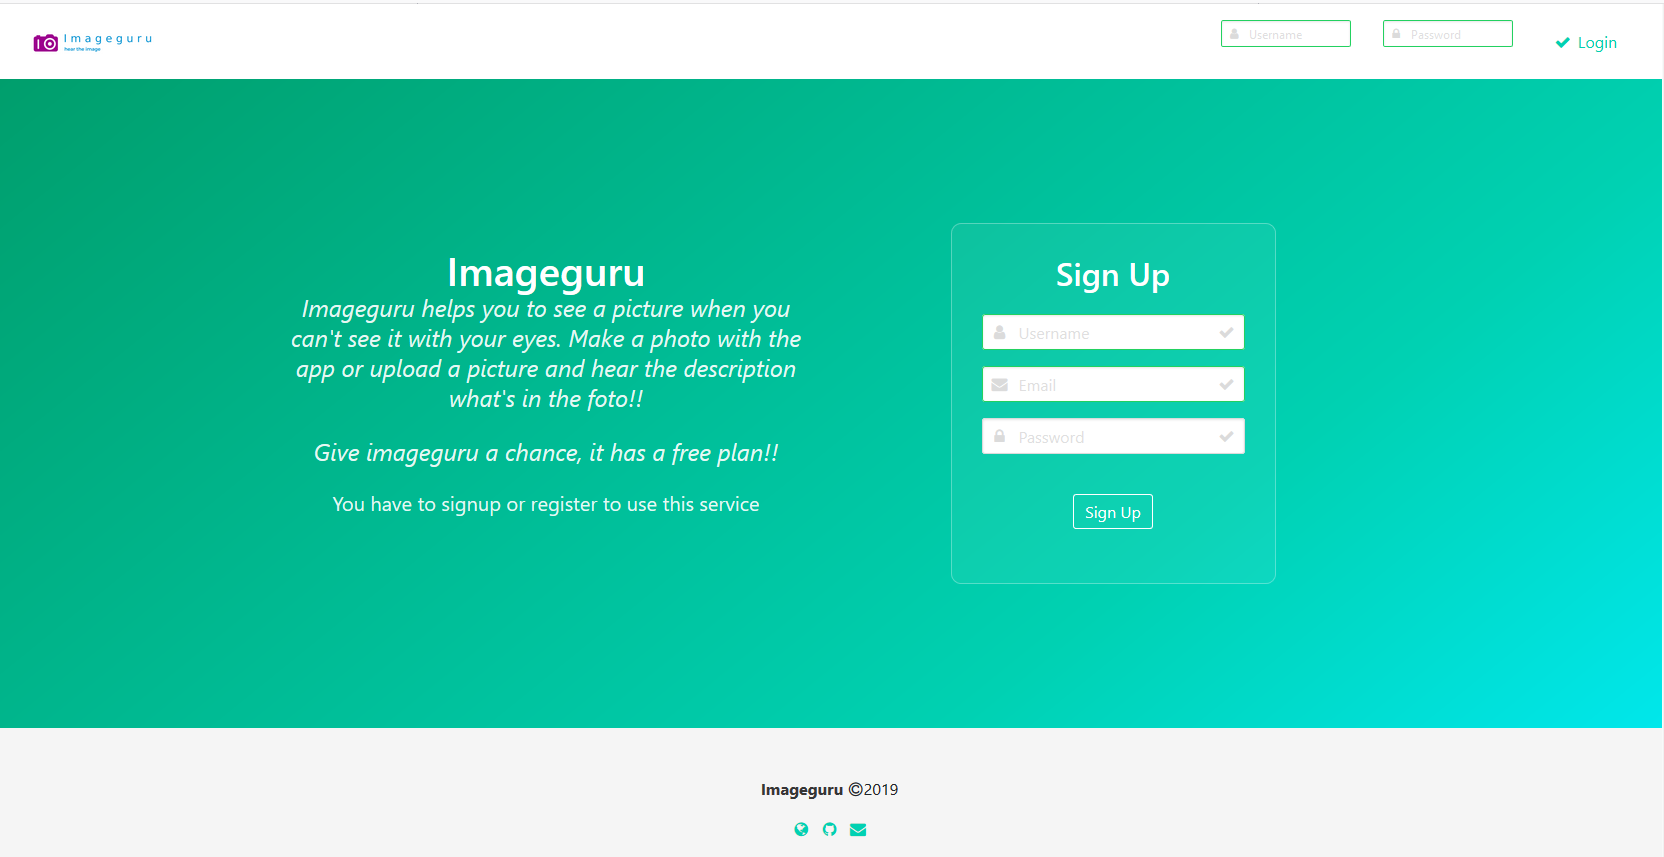 Imageguru
hear the image
Username
Password
Login
Imageguru
Imageguru helps you to see a picture when you
can't see it with your eyes. Make a photo with the
app or upload a picture and hear the description
what's in the foto!!
Give imageguru a chance, it has a free plan!!
You have to signup or register to use this service
Sign Up
Username
Email
Password
Sign Up
Imageguru ©2019